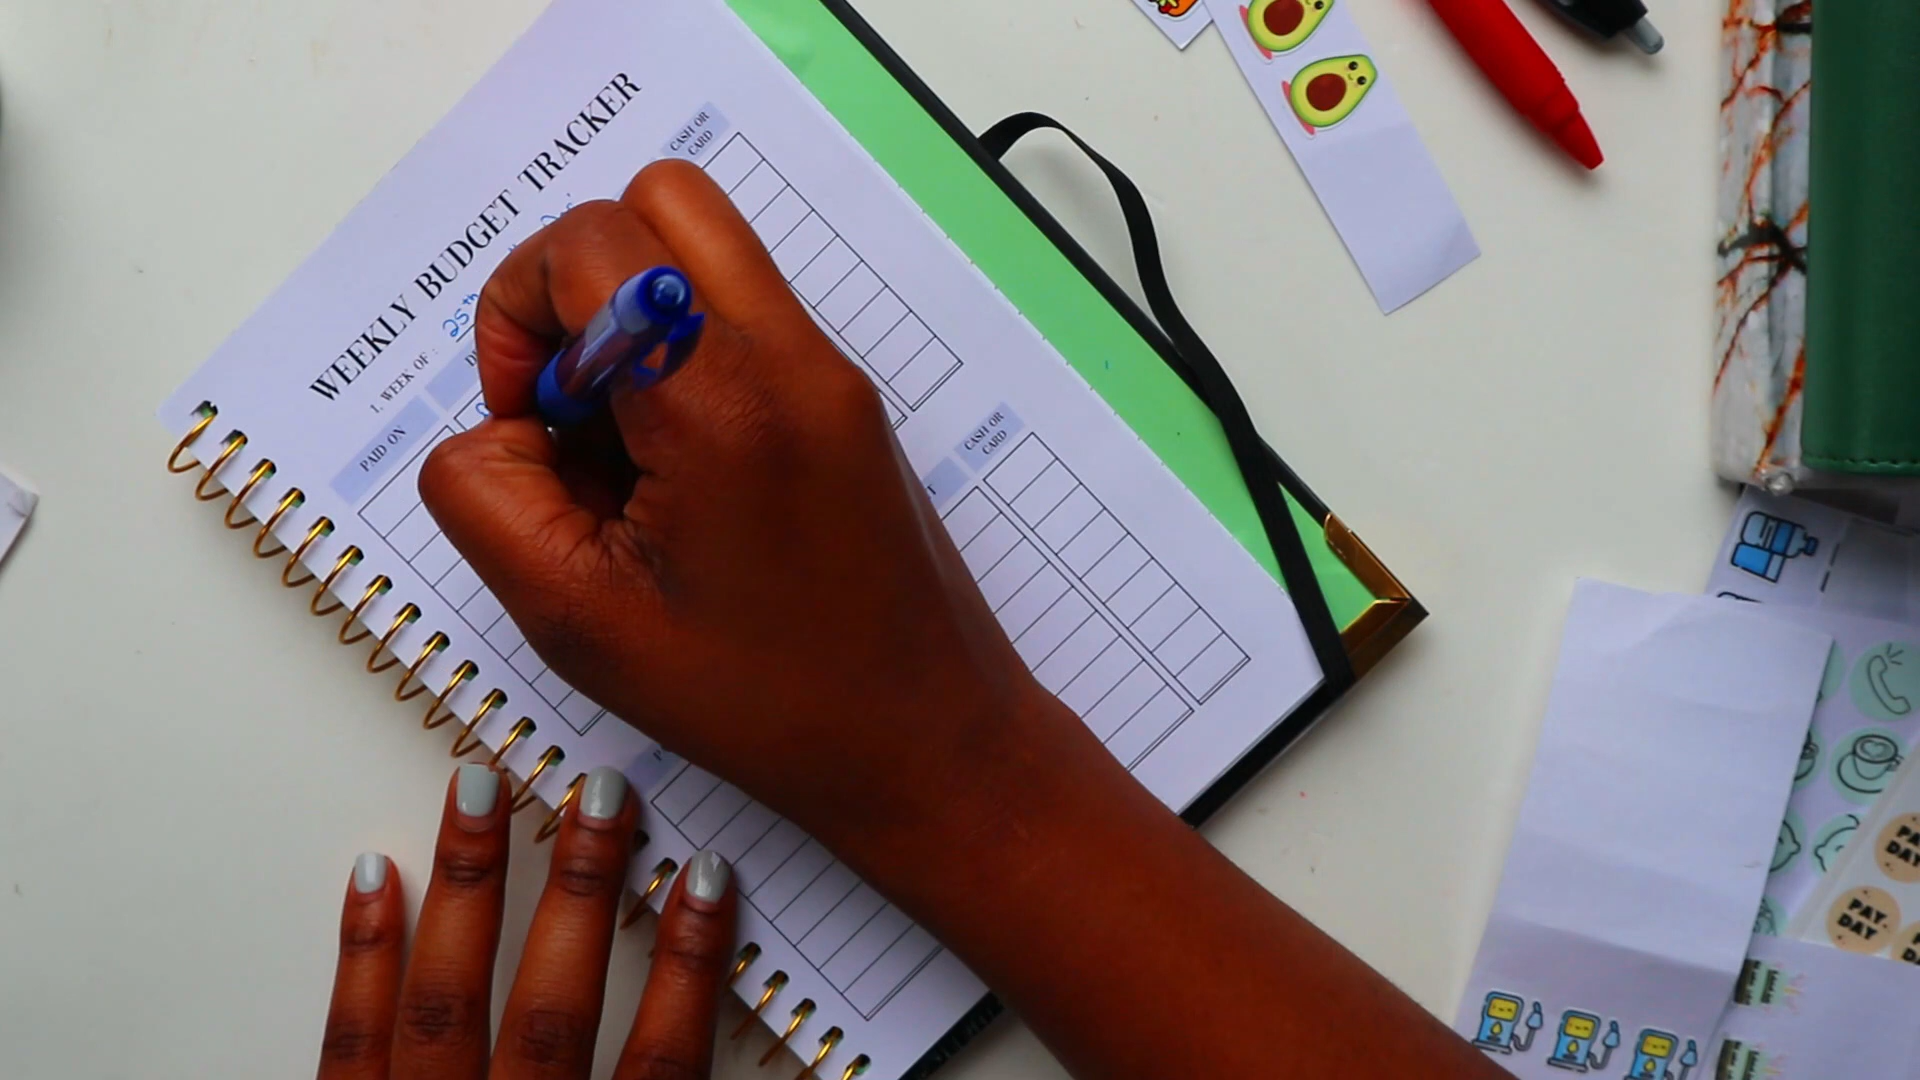 WEEKLY BUDGET TRACKER
1. WEEK OF: 25th
CASH OR
CARD
PAID ON
CASH OR
CARD
PAY
DAY
PAY
DAY